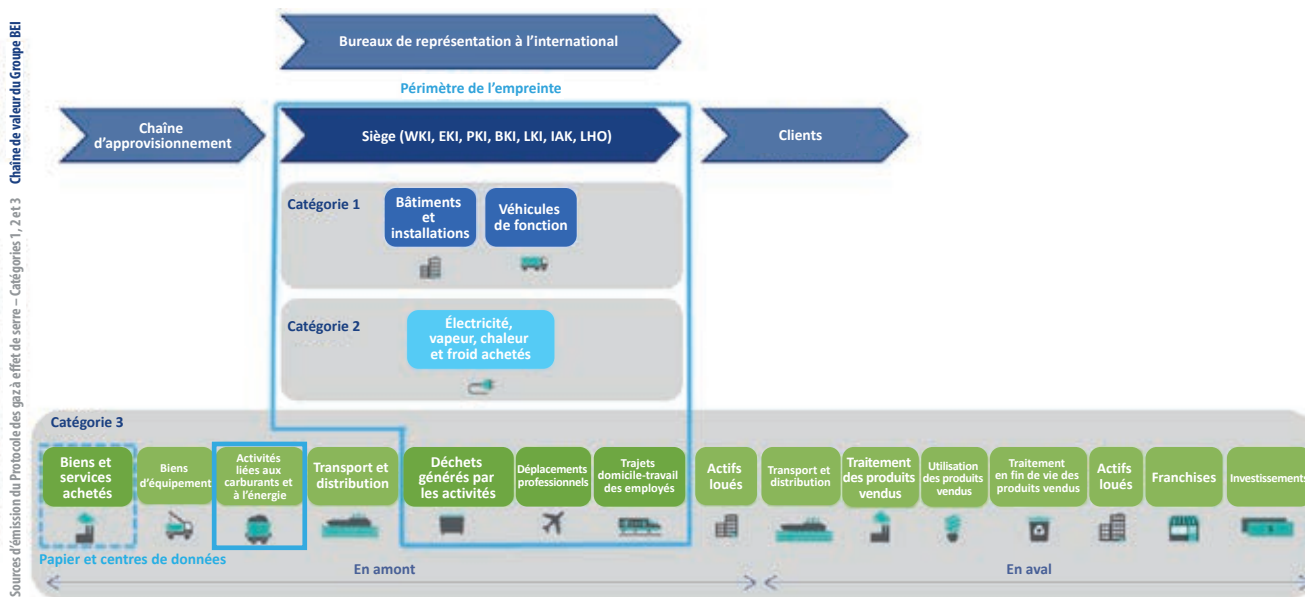 Chaîne de valeur du Groupe BEI
Sources d'émission du Protocole des gaz à effet de serre – Catégories 1, 2 et 3
Bureaux de représentation à l'international
Périmètre de l'empreinte
Chaîne
d'approvisionnement
Siège (WKI, EKI, PKI, BKI, LKI, IAK, LHO)
Clients
Catégorie 1
Bâtiments
et
installations
Véhicules
de fonction
Catégorie 2
Électricité,
vapeur, chaleur
et froid achetés
Catégorie 3
Biens et
services
achetés
Biens
d'équipement
Activités
liées aux
carburants et
à l'énergie
Transport et
distribution
Déchets
générés par
les activités
Déplacements
professionnels
Trajets
domicile-travail
des employés
Actifs
loués
Transport et
distribution
Traitement
des produits
vendus
Utilisation
des produits
vendus
Traitement
en fin de vie des
produits vendus
Actifs
loués
Franchises
Investissements
Papier et centres de données
En amont
En aval